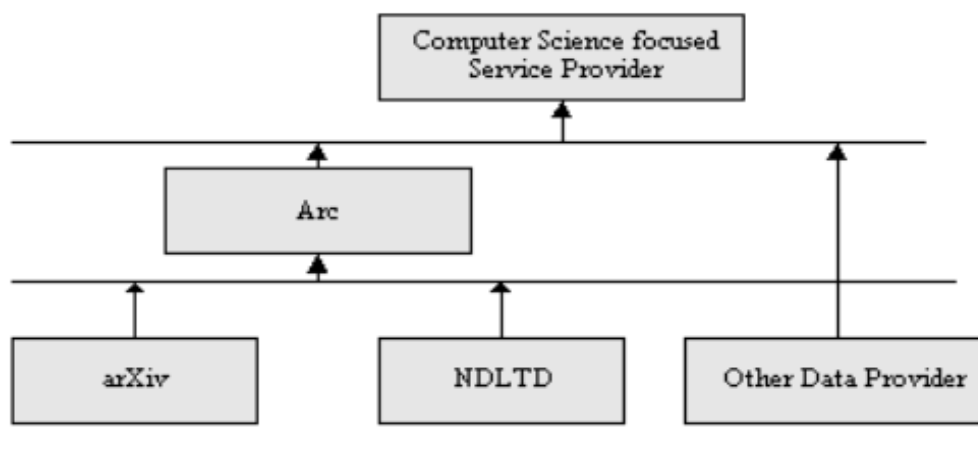 Computer Science focused
Service Provider
Arc
arXiv
NDLTD
Other Data Provider